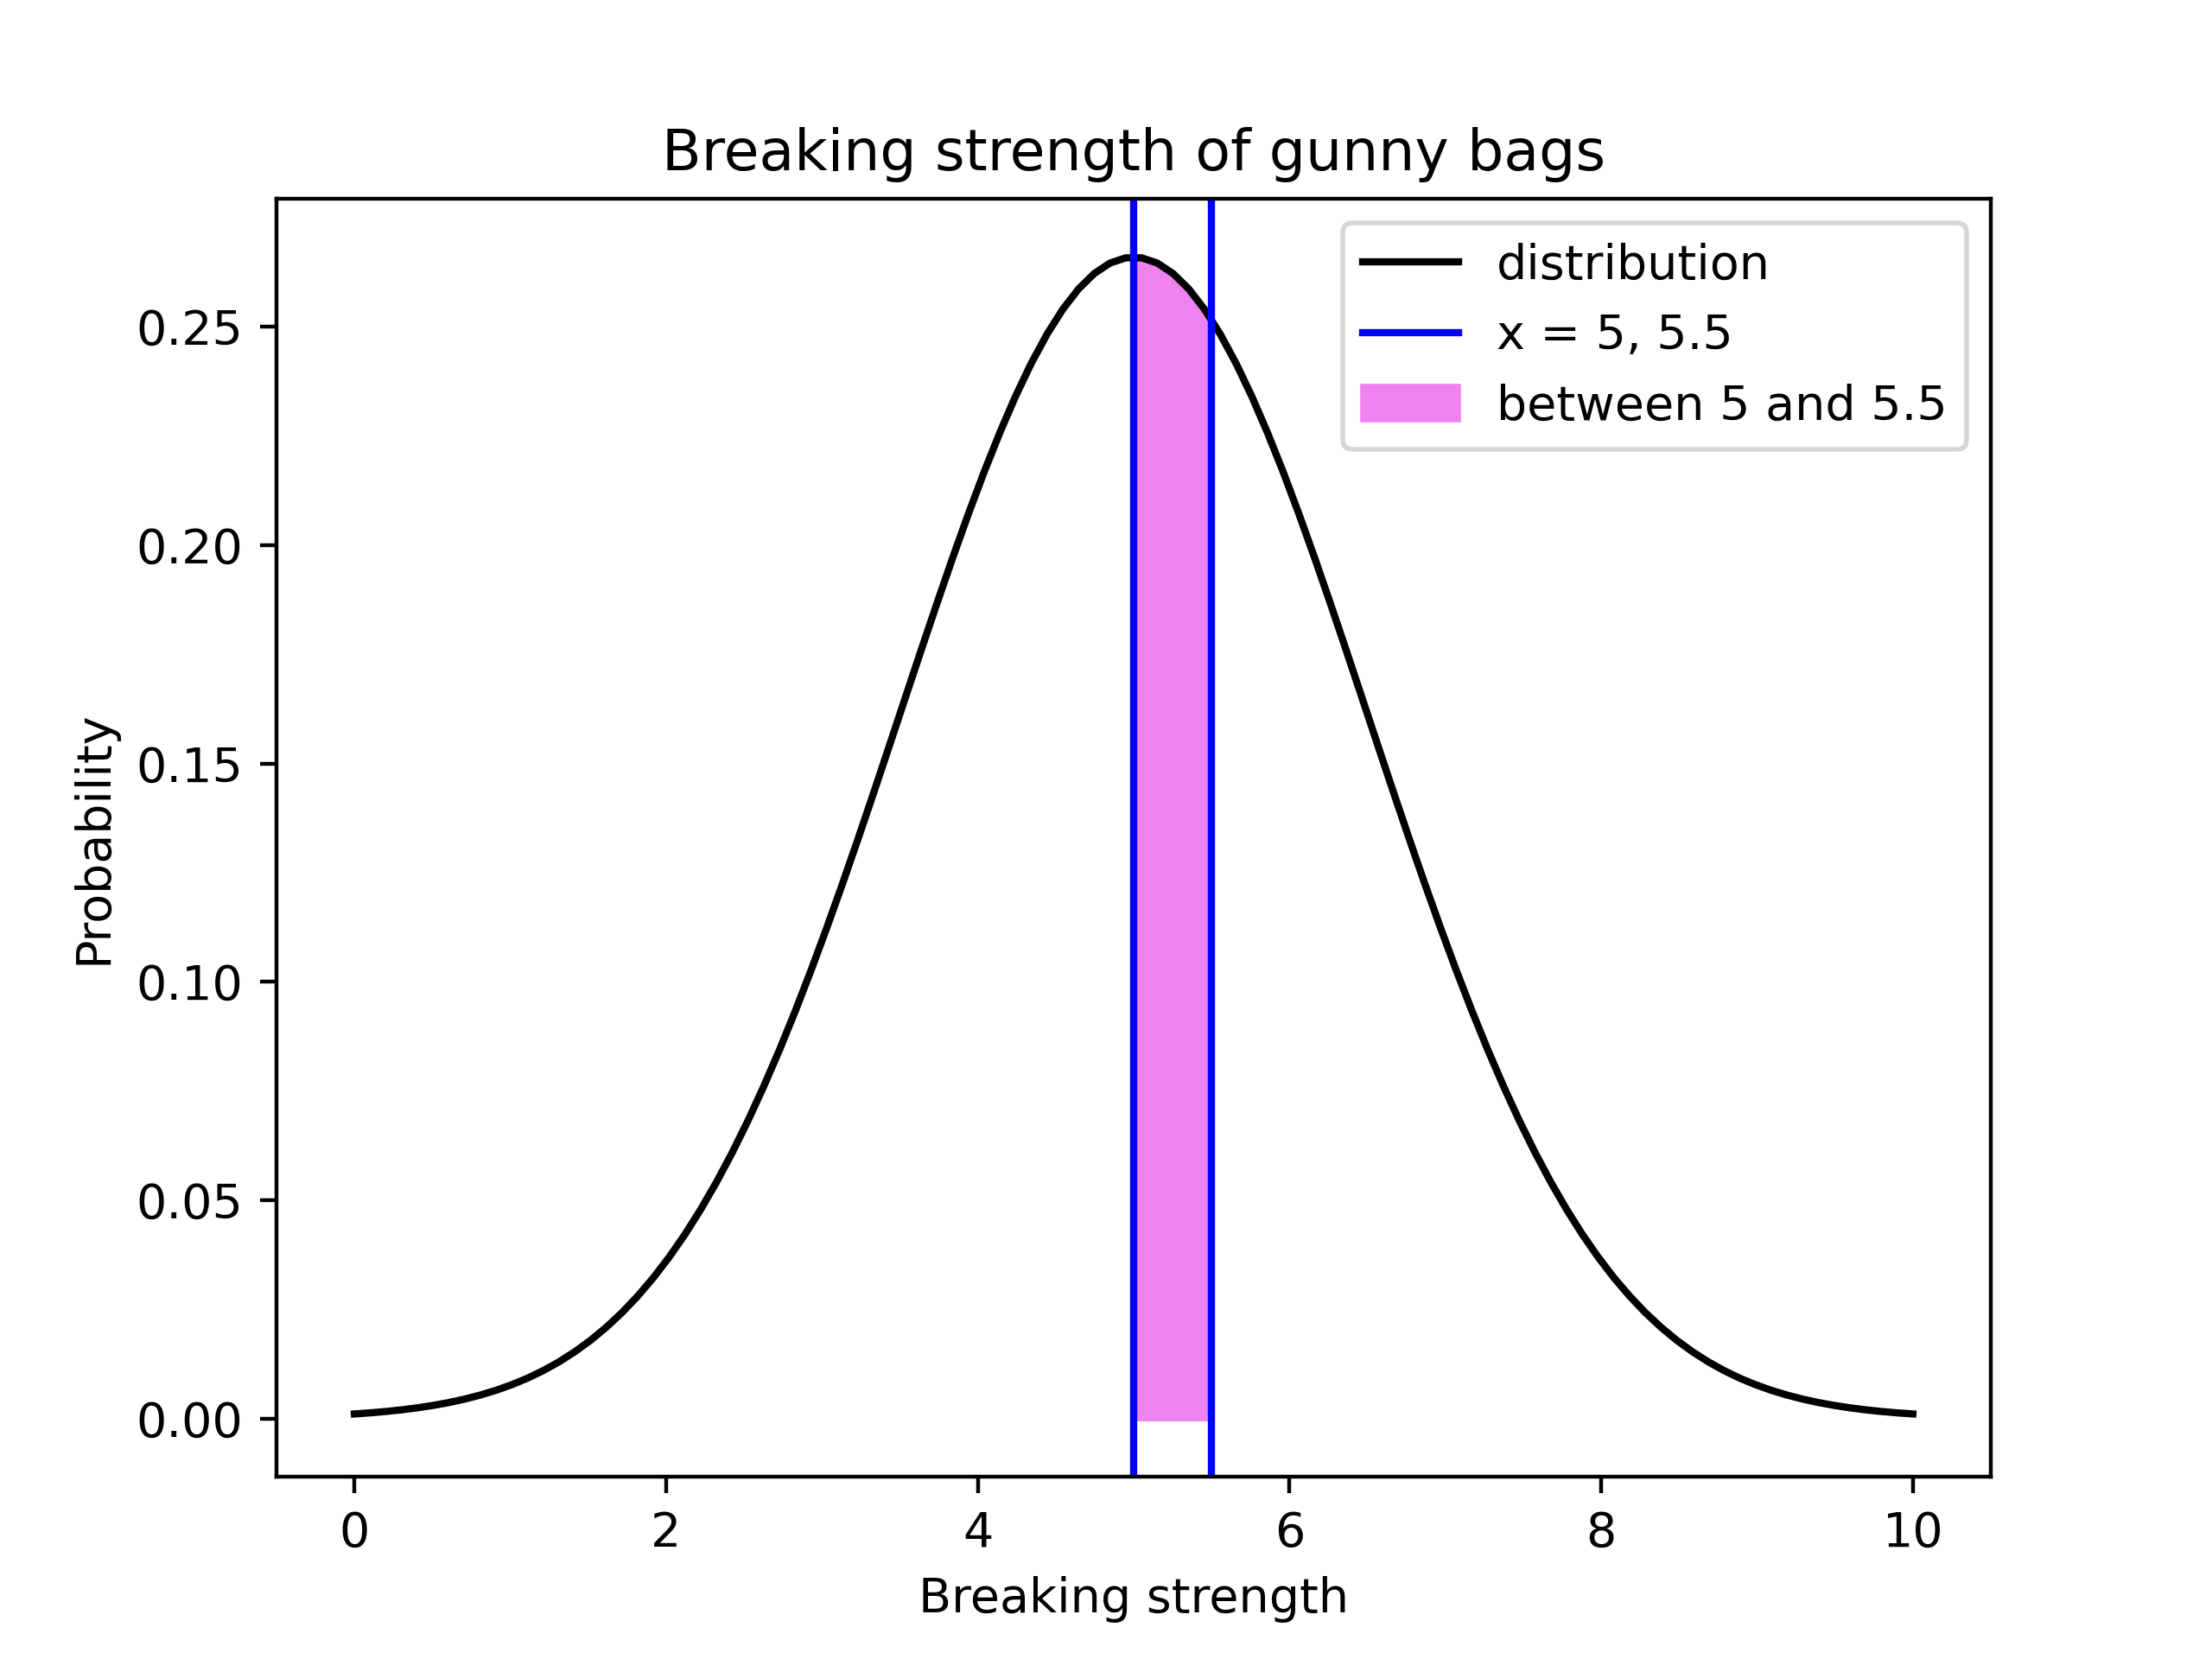 Breaking strength of gunny bags
distribution
x = 5, 5.5
between 5 and 5.5
Probability
0.25
0.20
0.15
0.10
0.05
0.00
0 2 4 6 8 10
Breaking strength